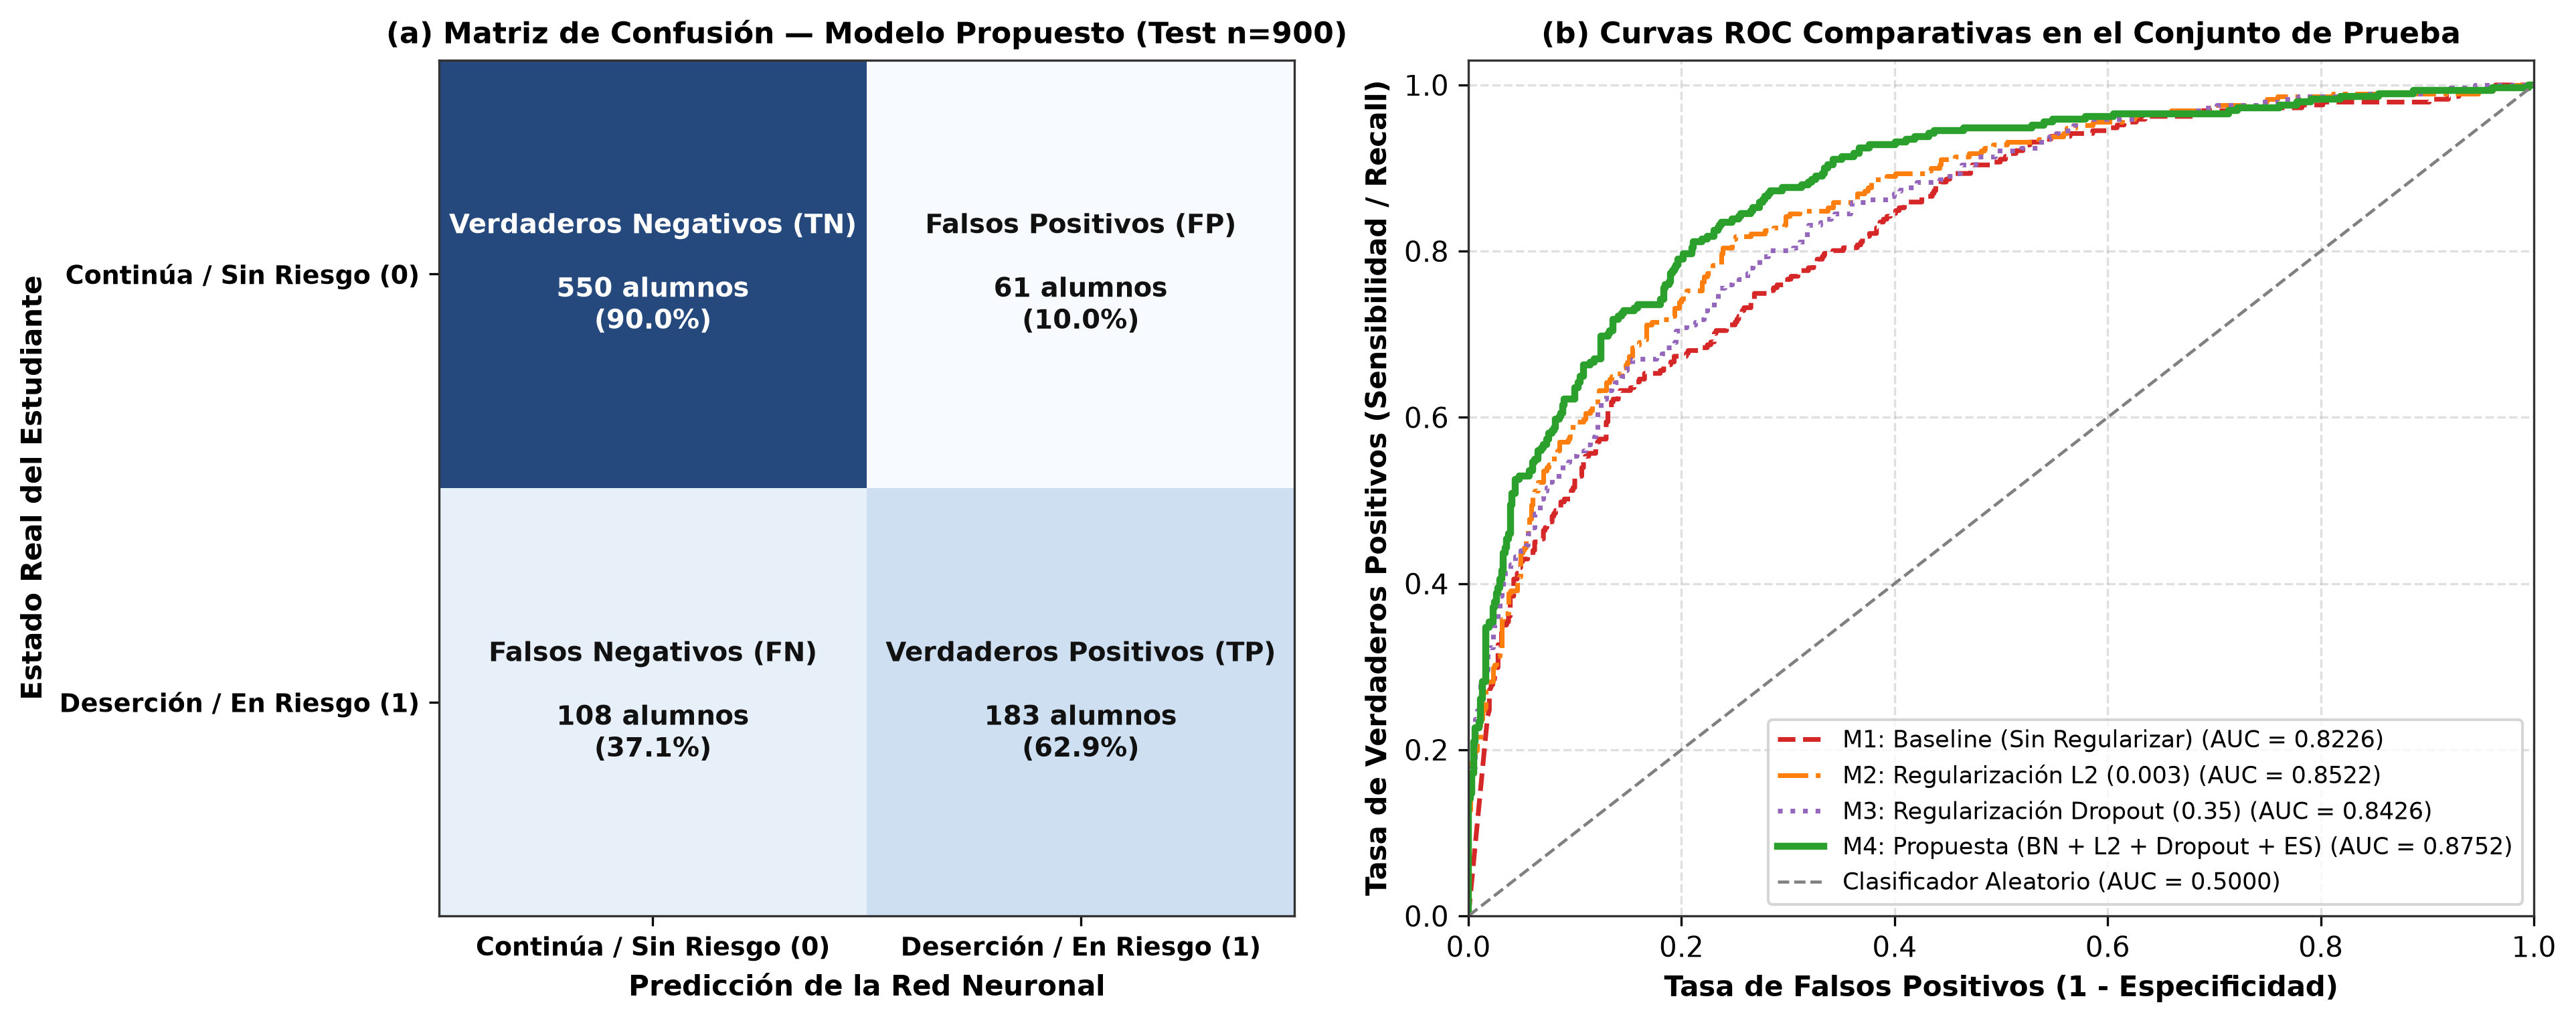 (a) Matriz de Confusión — Modelo Propuesto (Test n=900)
Estado Real del Estudiante
Continúa / Sin Riesgo (0)
Deserción / En Riesgo (1)
Verdaderos Negativos (TN)
550 alumnos
(90.0%)
Falsos Positivos (FP)
61 alumnos
(10.0%)
Falsos Negativos (FN)
108 alumnos
(37.1%)
Verdaderos Positivos (TP)
183 alumnos
(62.9%)
Continúa / Sin Riesgo (0)
Deserción / En Riesgo (1)
Predicción de la Red Neuronal
(b) Curvas ROC Comparativas en el Conjunto de Prueba
Tasa de Verdaderos Positivos (Sensibilidad / Recall)
1.0
0.8
0.6
0.4
0.2
0.0
M1: Baseline (Sin Regularizar) (AUC = 0.8226)
M2: Regularización L2 (0.003) (AUC = 0.8522)
M3: Regularización Dropout (0.35) (AUC = 0.8426)
M4: Propuesta (BN + L2 + Dropout + ES) (AUC = 0.8752)
Clasificador Aleatorio (AUC = 0.5000)
0.0
0.2
0.4
0.6
0.8
1.0
Tasa de Falsos Positivos (1 - Especificidad)